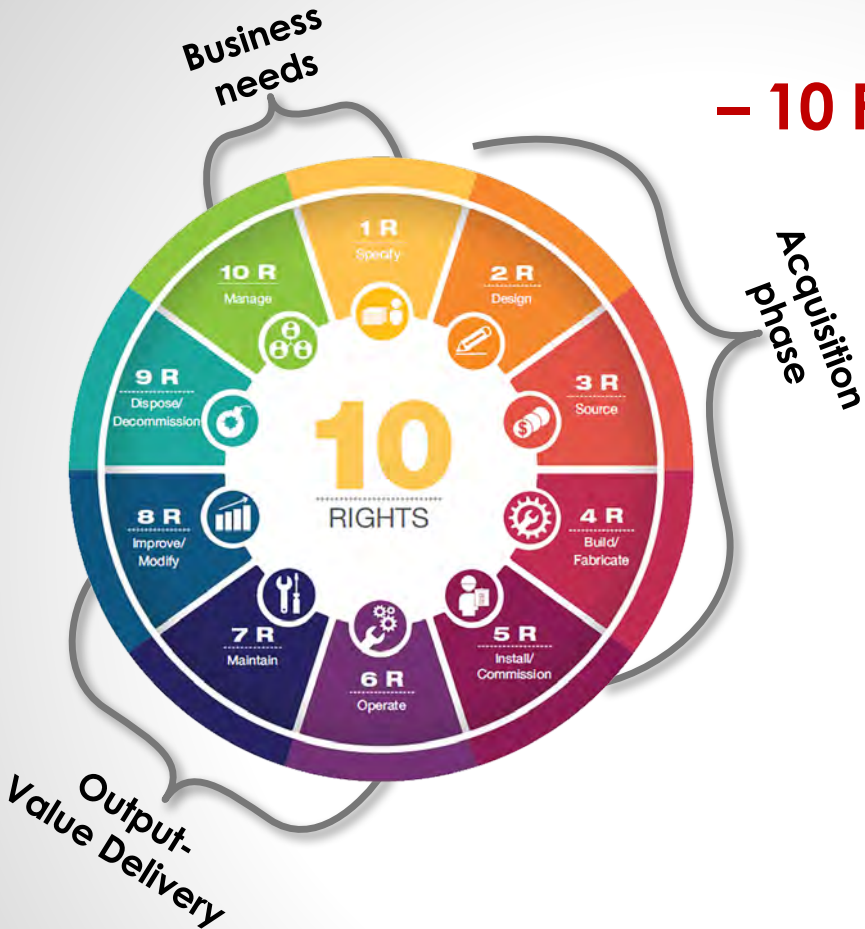 Business
needs
– 10
Acquisition
phase
1 R
Specify
2 R
Design
3 R
Source
4 R
Build/
Fabricate
5 R
Install/
Commission
6 R
Operate
7 R
Maintain
8 R
Improve/
Modify
9 R
Dispose/
Decommission
10 R
Manage
10
RIGHTS
$
Output-
Value Delivery